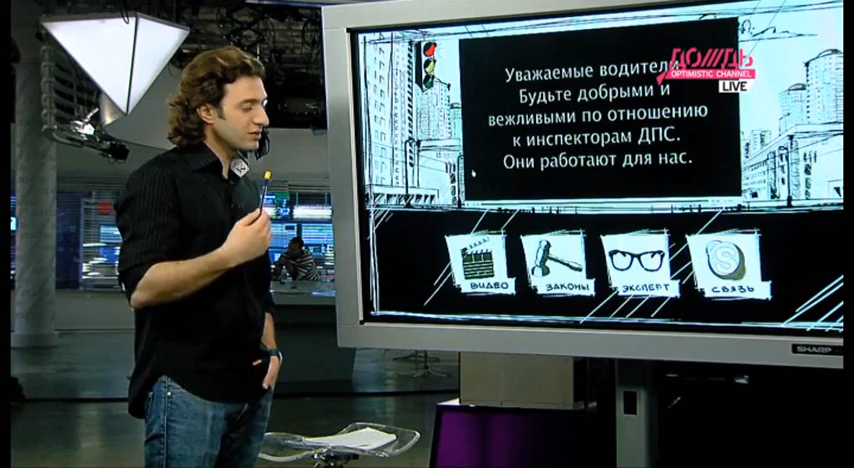 Уважаемые водители.
Будьте добрыми и
вежливыми по отношению
к инспекторам ДПС.
Они работают для нас.
ДОЖДЬ
OPTIMISTIC CHANNEL
LIVE
ВИДЕО
ЗАКОНЫ
ЭКСПЕРТ
СВЯЗЬ
S
SHARP